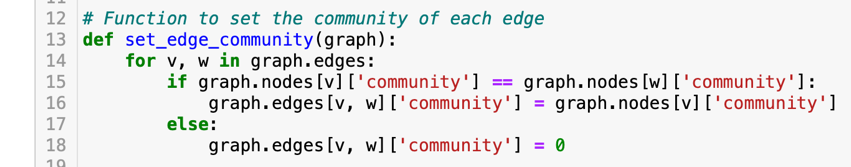 12 # Function to set the community of each edge
13 def set_edge_community(graph):
14     for v, w in graph.edges:
15         if graph.nodes[v]['community'] == graph.nodes[w]['community']:
16             graph.edges[v, w]['community'] = graph.nodes[v]['community']
17         else:
18             graph.edges[v, w]['community'] = 0